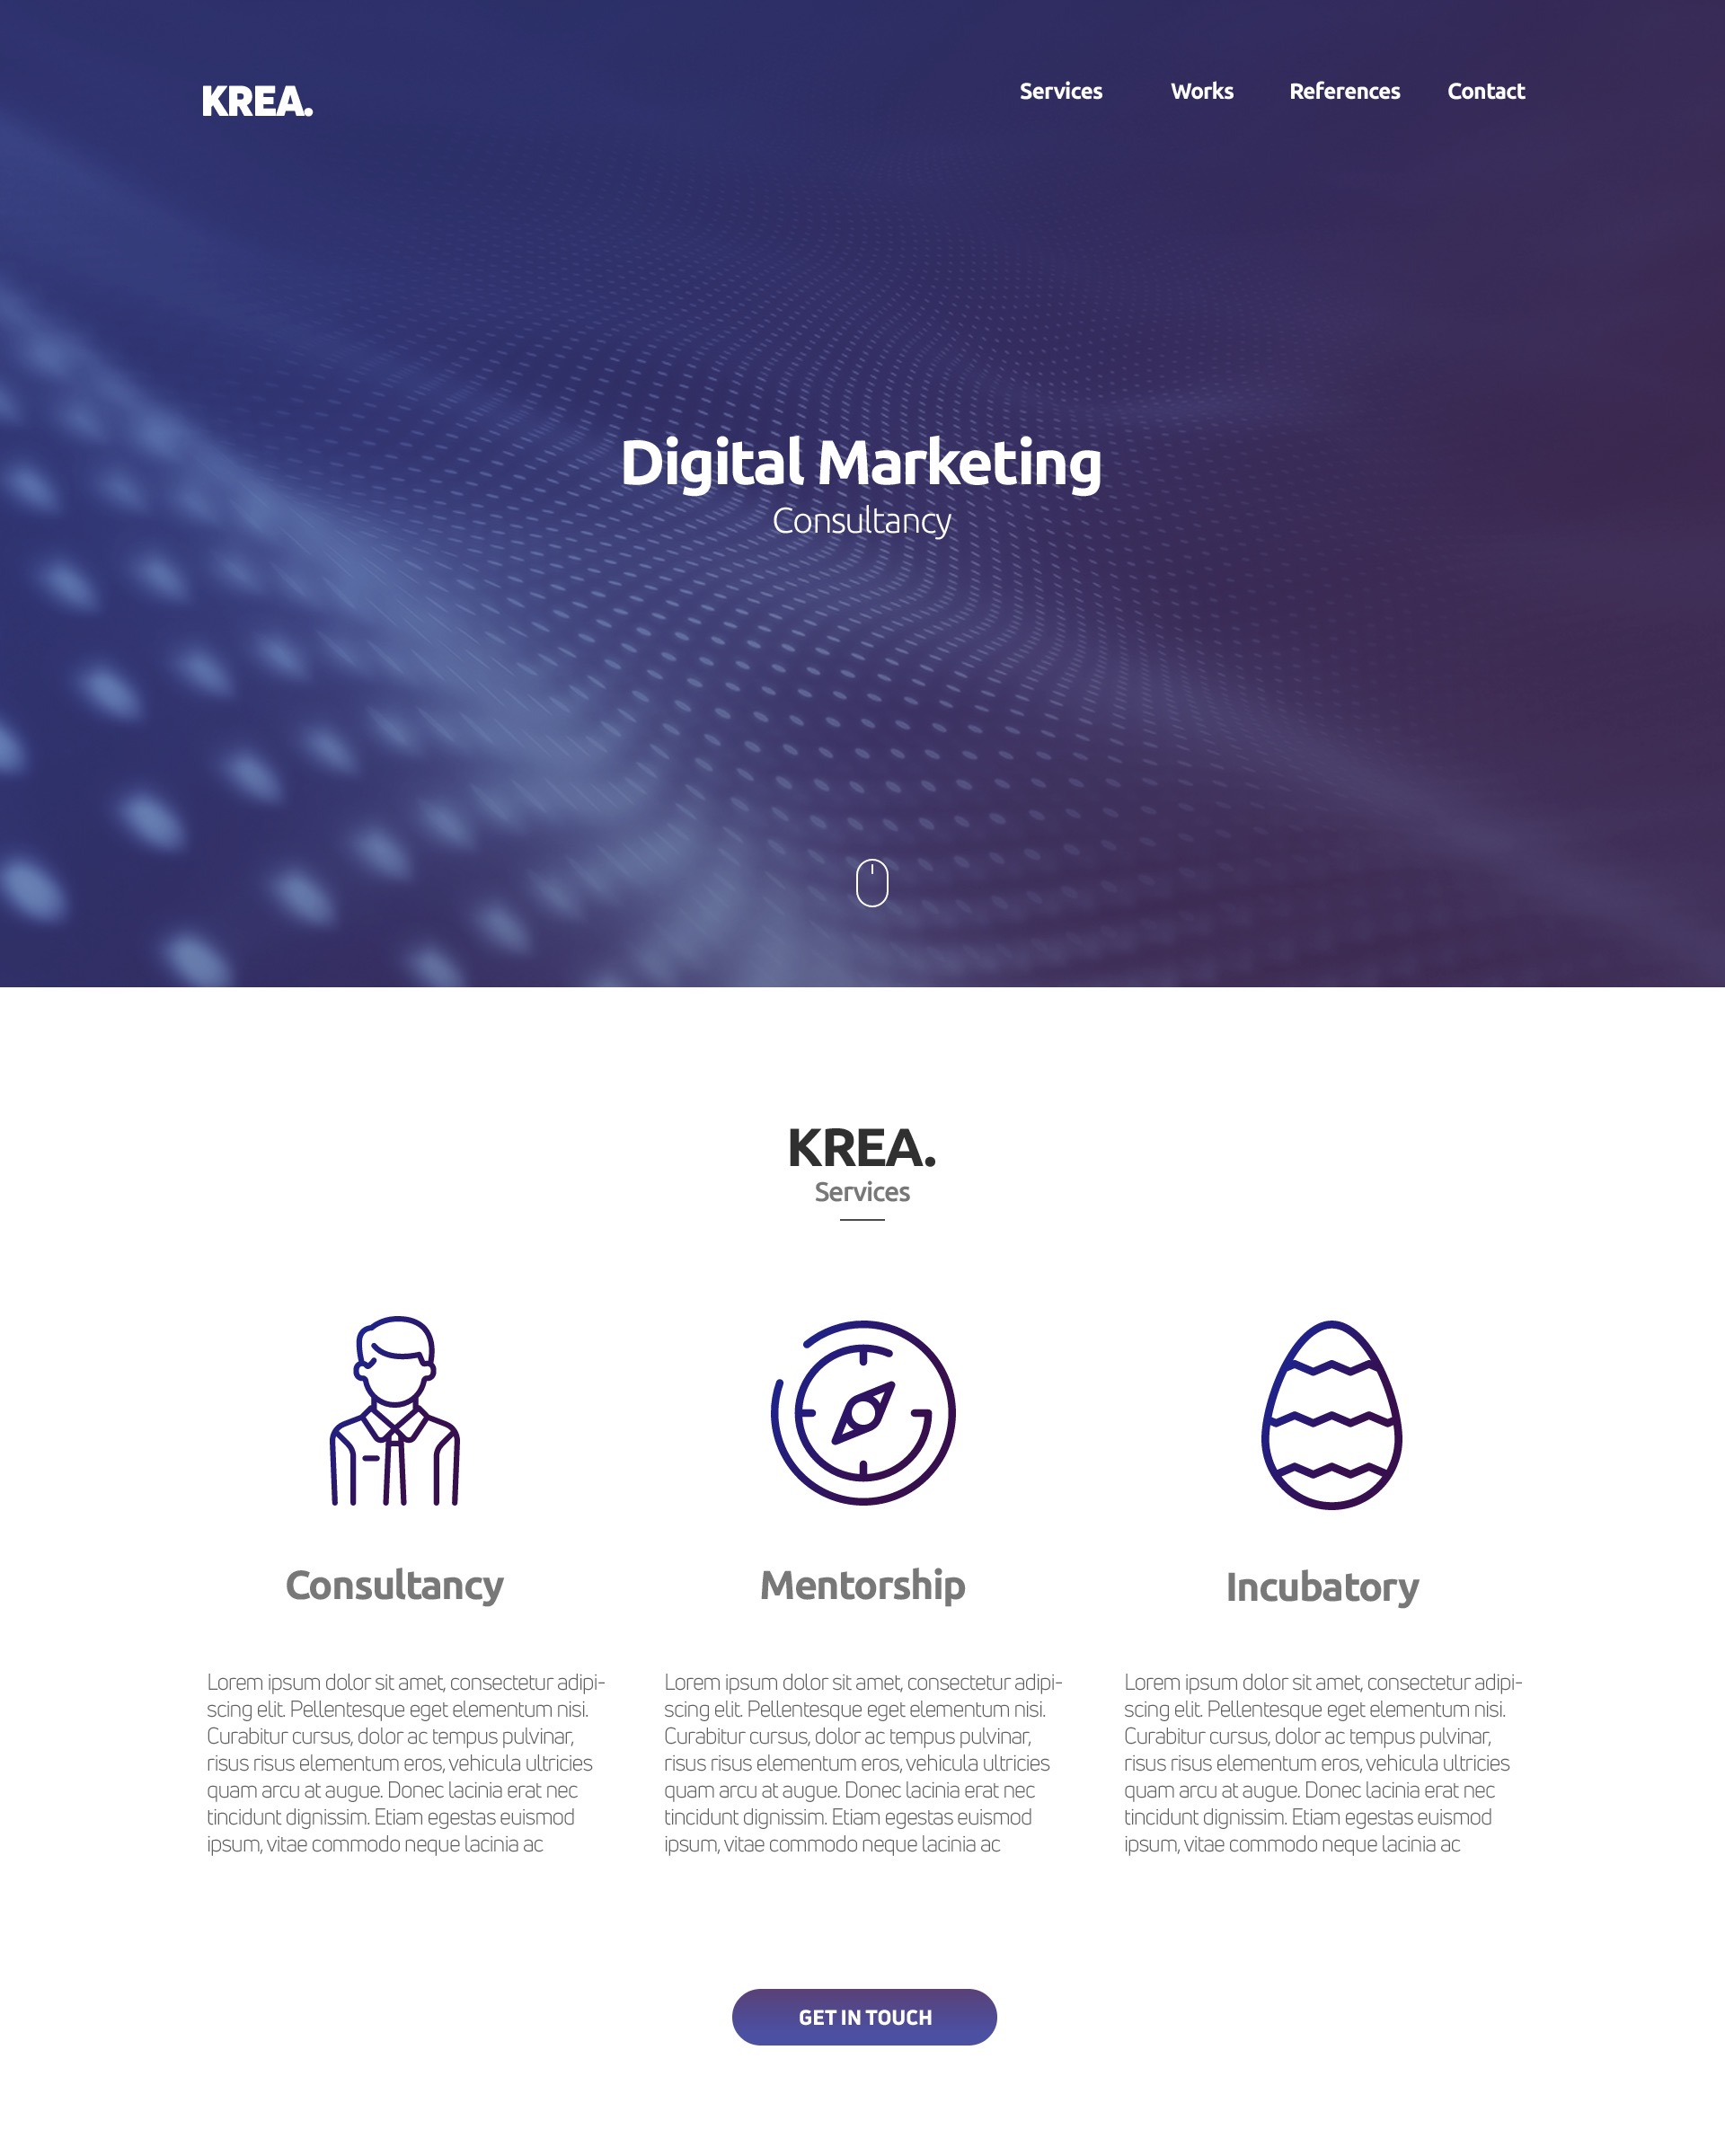 KREA.
Services Works References Contact
Digital Marketing
Consultancy
KREA.
Services
Consultancy
Lorem ipsum dolor sit amet, consectetur adipi-
scing elit. Pellentesque eget elementum nisi.
Curabitur cursus, dolor ac tempus pulvinar,
risus risus elementum eros, vehicula ultricies
quam arcu at augue. Donec lacinia erat nec
tincidunt dignissim. Etiam egestas euismod
ipsum, vitae commodo neque lacinia ac
Mentorship
Lorem ipsum dolor sit amet, consectetur adipi-
scing elit. Pellentesque eget elementum nisi.
Curabitur cursus, dolor ac tempus pulvinar,
risus risus elementum eros, vehicula ultricies
quam arcu at augue. Donec lacinia erat nec
tincidunt dignissim. Etiam egestas euismod
ipsum, vitae commodo neque lacinia ac
Incubatory
Lorem ipsum dolor sit amet, consectetur adipi-
scing elit. Pellentesque eget elementum nisi.
Curabitur cursus, dolor ac tempus pulvinar,
risus risus elementum eros, vehicula ultricies
quam arcu at augue. Donec lacinia erat nec
tincidunt dignissim. Etiam egestas euismod
ipsum, vitae commodo neque lacinia ac
GET IN TOUCH